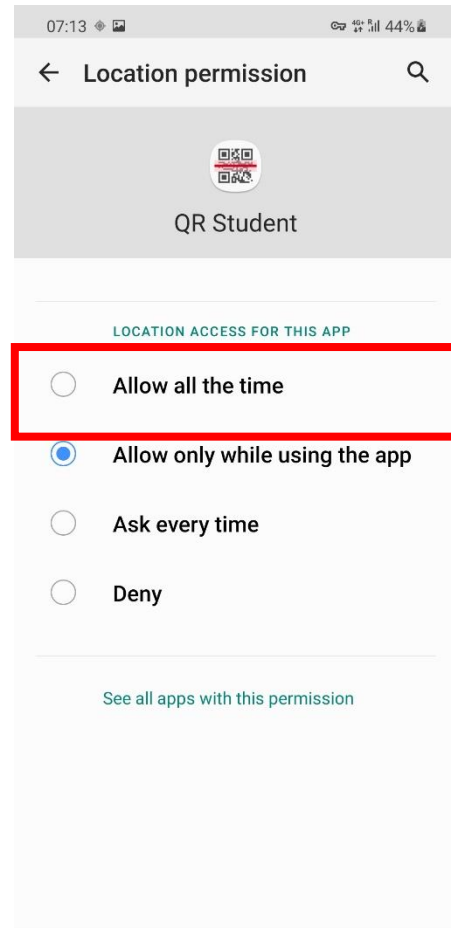 07:13 4G+ R 44%
Location permission
QR Student
LOCATION ACCESS FOR THIS APP
Allow all the time
Allow only while using the app
Ask every time
Deny
See all apps with this permission